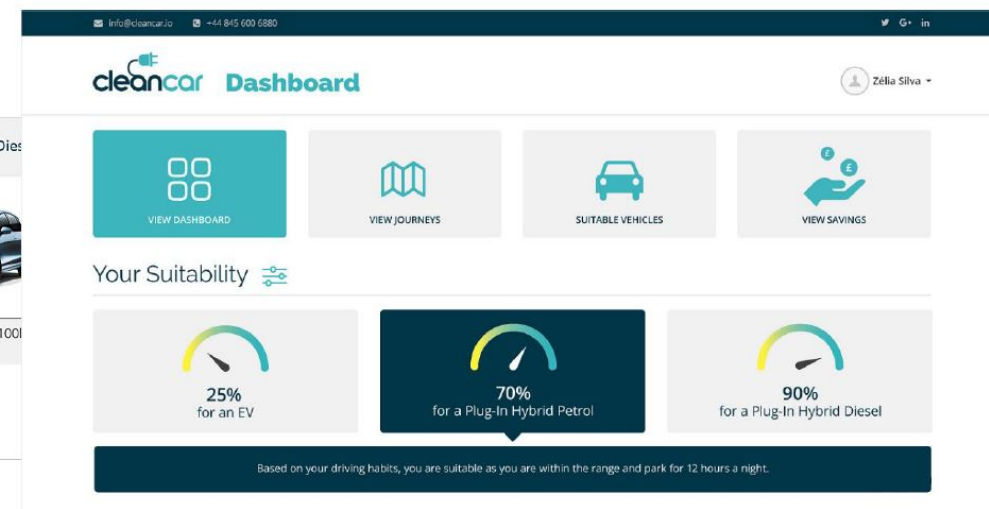 info@cleancar.io +44 845 600 6880 G+ in
cleancar Dashboard Zélia Silva
VIEW DASHBOARD VIEW JOURNEYS SUITABLE VEHICLES VIEW SAVINGS
Your Suitability
25% 70% 90%
for an EV for a Plug-In Hybrid Petrol for a Plug-In Hybrid Diesel
Based on your driving habits, you are suitable as you are within the range and park for 12 hours a night.